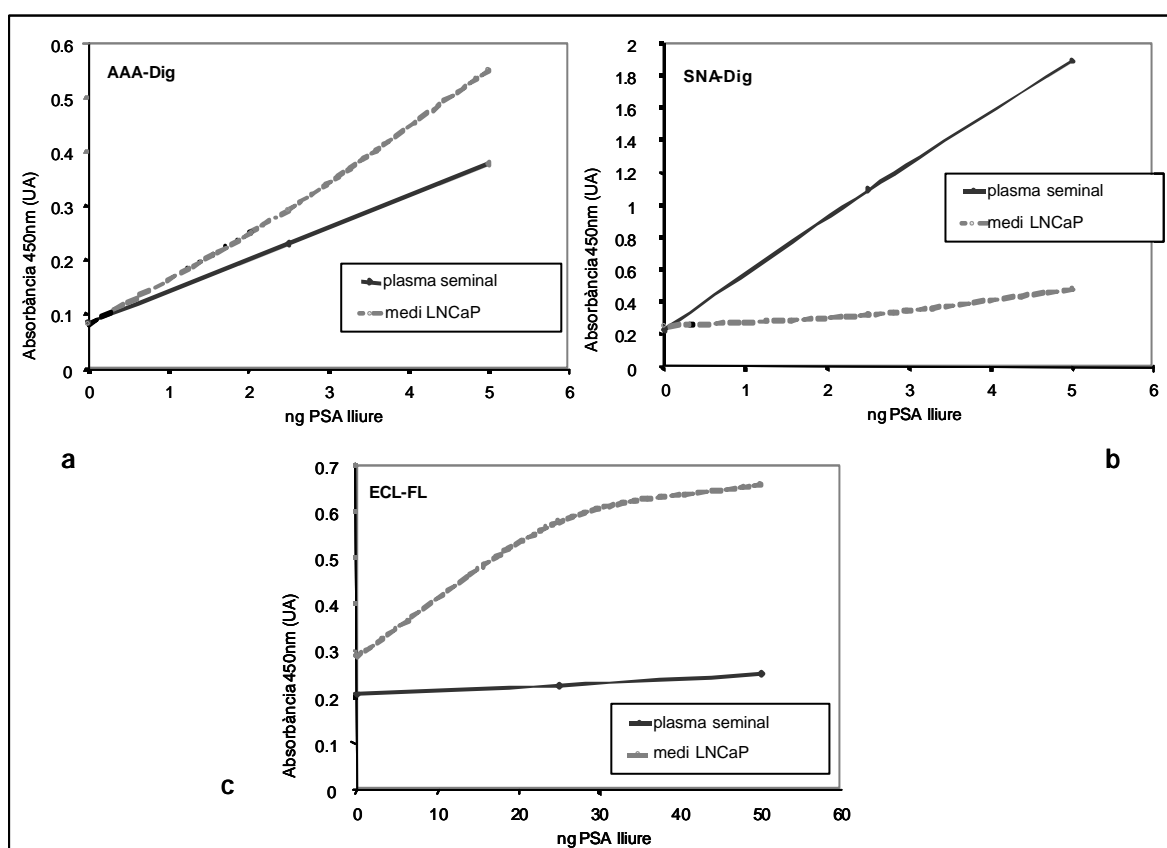 AAA-Dig
0.6
0.5
0.4
0.3
0.2
0.1
0
Absorbància 450nm (UA)
plasma seminal
medi LNCaP
0 1 2 3 4 5 6
ng PSA lliure
a
SNA-Dig
2
1.8
1.6
1.4
1.2
1
0.8
0.6
0.4
0.2
0
Absorbància 450nm (UA)
plasma seminal
medi LNCaP
0 1 2 3 4 5 6
ng PSA lliure
b
ECL-FL
0.7
0.6
0.5
0.4
0.3
0.2
0.1
0
Absorbància 450nm (UA)
plasma seminal
medi LNCaP
0 10 20 30 40 50 60
ng PSA lliure
c